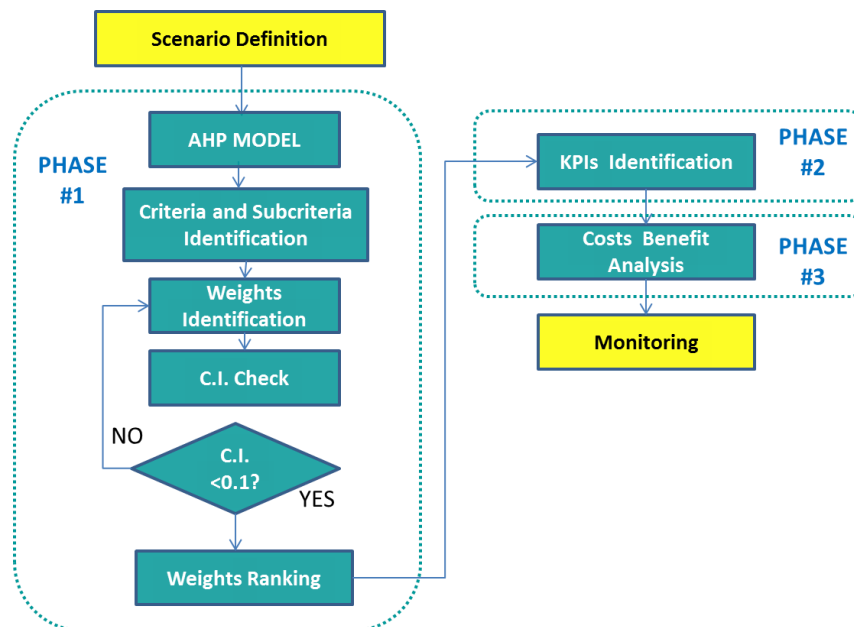 Scenario Definition
PHASE
#1
AHP MODEL
Criteria and Subcriteria
Identification
Weights
Identification
C.I. Check
NO
C.I.
<0.1?
YES
Weights Ranking
KPIs Identification
PHASE
#2
Costs Benefit
Analysis
PHASE
#3
Monitoring